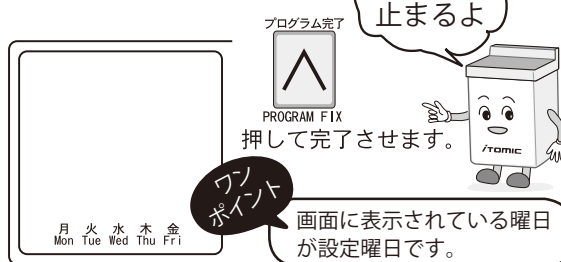 止まるよ
プログラム完了
PROGRAM FIX
押して完了させます。
iTOMIC
ワン
ポイント
月 火 水 木 金
Mon Tue Wed Thu Fri
画面に表示されている曜日
が設定曜日です。